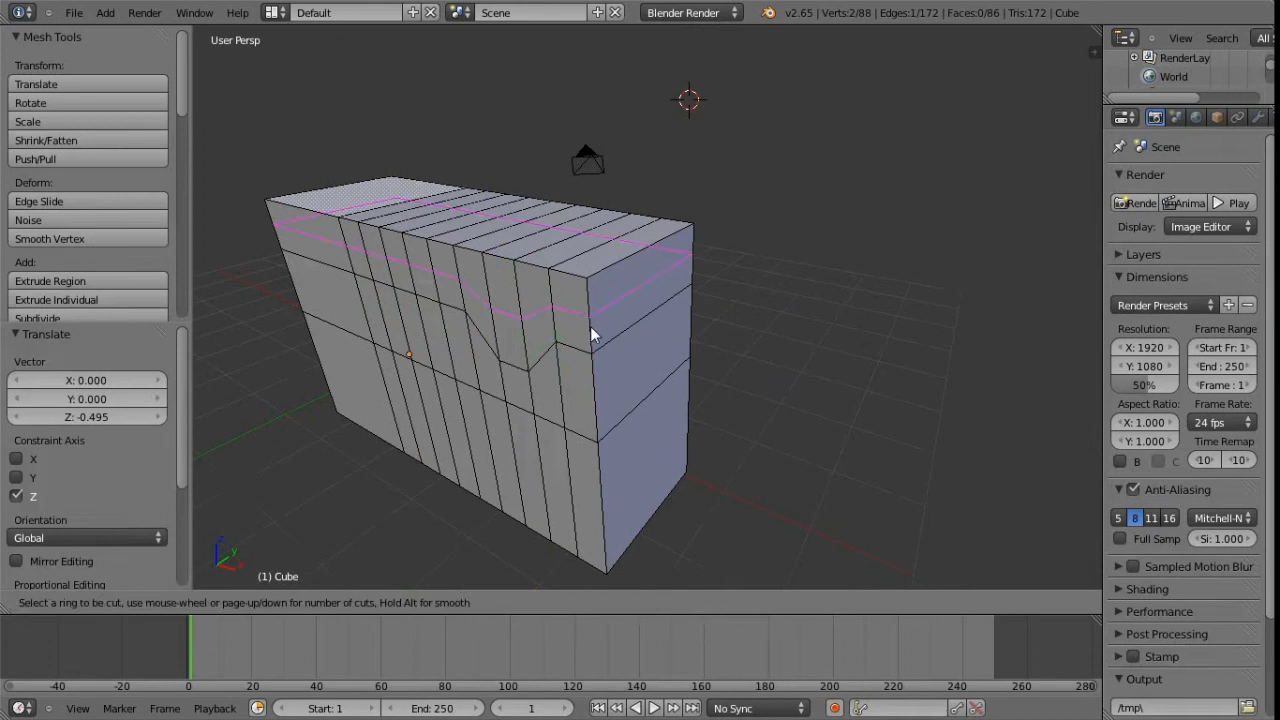 File Add Render Window Help Default Scene Blender Render v2.65 | Verts:2/88 | Edges:1/172 | Faces:0/86 | Tris:172 | Cube
Mesh Tools
Transform:
Translate
Rotate
Scale
Shrink/Fatten
Push/Pull
Deform:
Edge Slide
Noise
Smooth Vertex
Add:
Extrude Region
Extrude Individual
Subdivide
Translate
Vector
X: 0.000
Y: 0.000
Z: -0.495
Constraint Axis
X
Y
Z
Orientation
Global
Mirror Editing
Proportional Editing
User Persp
z
y
x
(1) Cube
Select a ring to be cut, use mouse-wheel or page-up/down for number of cuts, Hold Alt for smooth
-40 -20 0 20 40 60 80 100 120 140 160 180 200 220 240 260 280
View Marker Frame Playback Start: 1 End: 250 1 No Sync
View Search All S
RenderLay
World
Scene
Render
Rende Anima Play
Display: Image Editor
Layers
Dimensions
Render Presets
Resolution: Frame Range
X: 1920 Start Fr: 1
Y: 1080 End : 250
50% Frame : 1
Aspect Ratio: Frame Rate:
X: 1.000 24 fps
Y: 1.000 Time Remap
B C 10 10
Anti-Aliasing
5 8 11 16 Mitchell-N
Full Samp Si: 1.000
Sampled Motion Blur
Shading
Performance
Post Processing
Stamp
Output
/tmp\